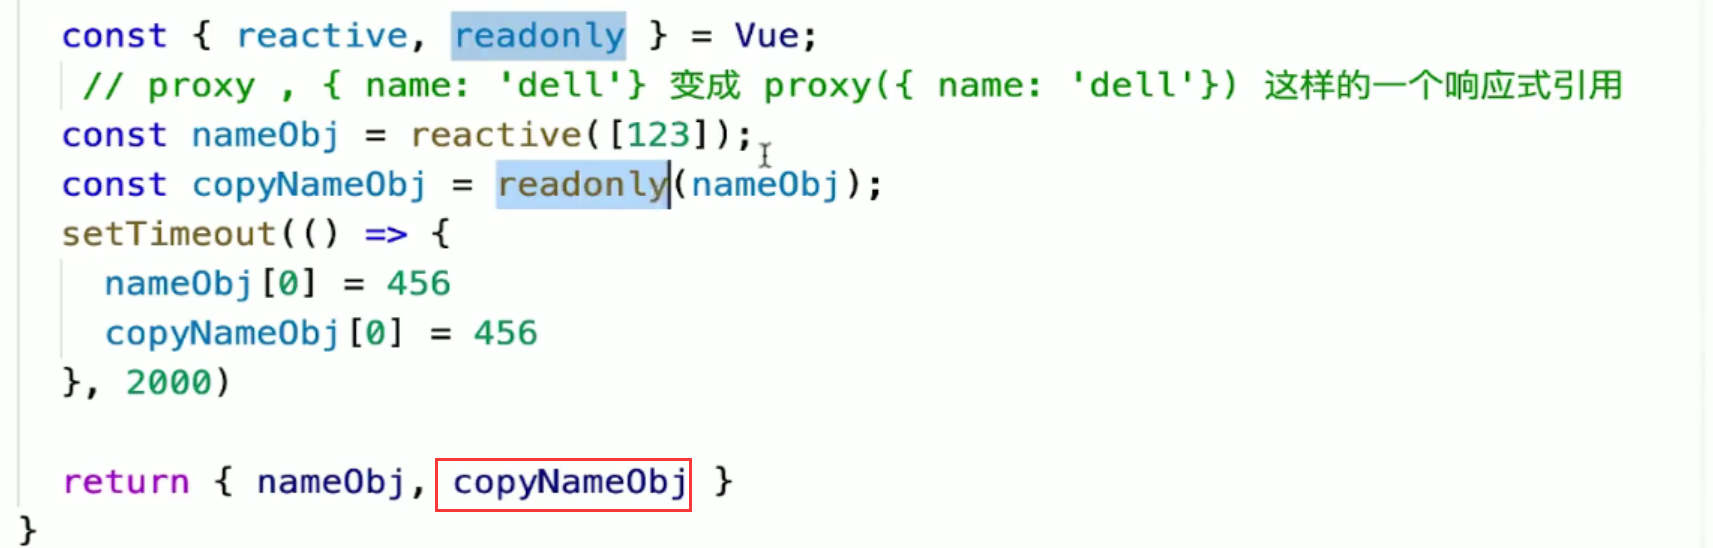 const { reactive, readonly } = Vue;
// proxy , { name: 'dell'} 变成 proxy({ name: 'dell'}) 这样的一个响应式引用
const nameObj = reactive([123]);
const copyNameObj = readonly(nameObj);
setTimeout(() => {
nameObj[0] = 456
copyNameObj[0] = 456
}, 2000)
return { nameObj, copyNameObj }
}